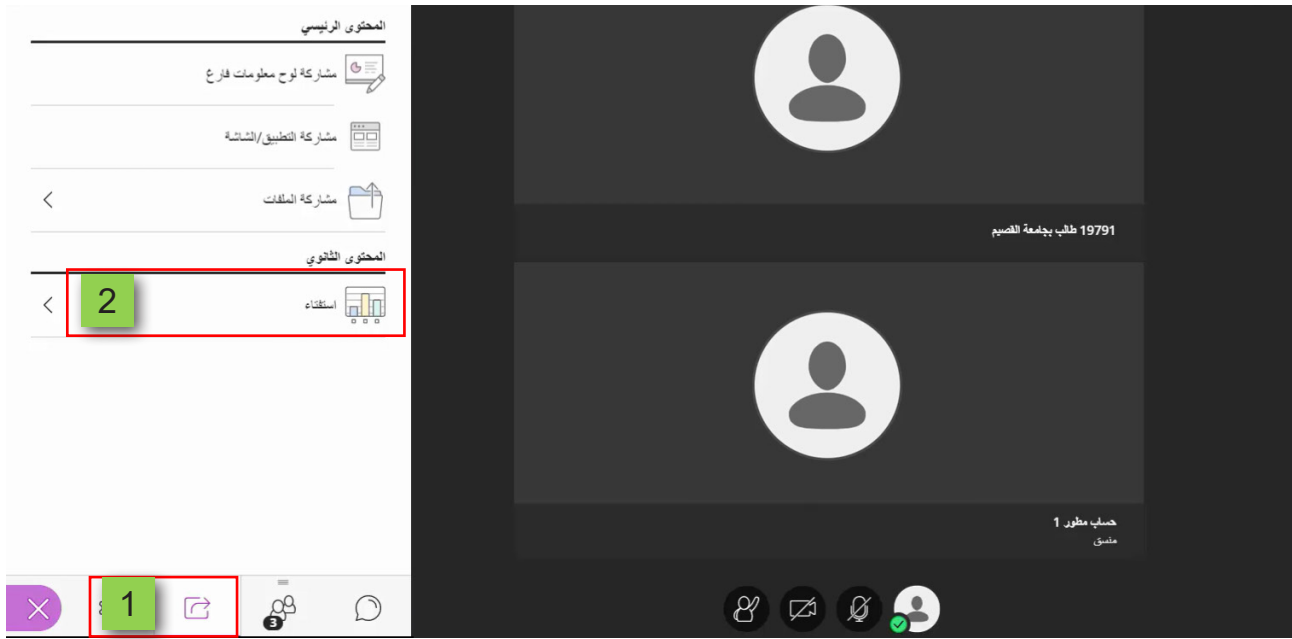 المحتوى الرئيسي
مشاركة لوح معلومات فارغ
مشاركة التطبيق/الشاشة
مشاركة الملفات
المحتوى الثانوي
استفتاء
2
1
3
19791 طالب بجامعة القصيم
حساب مطور 1
منسق